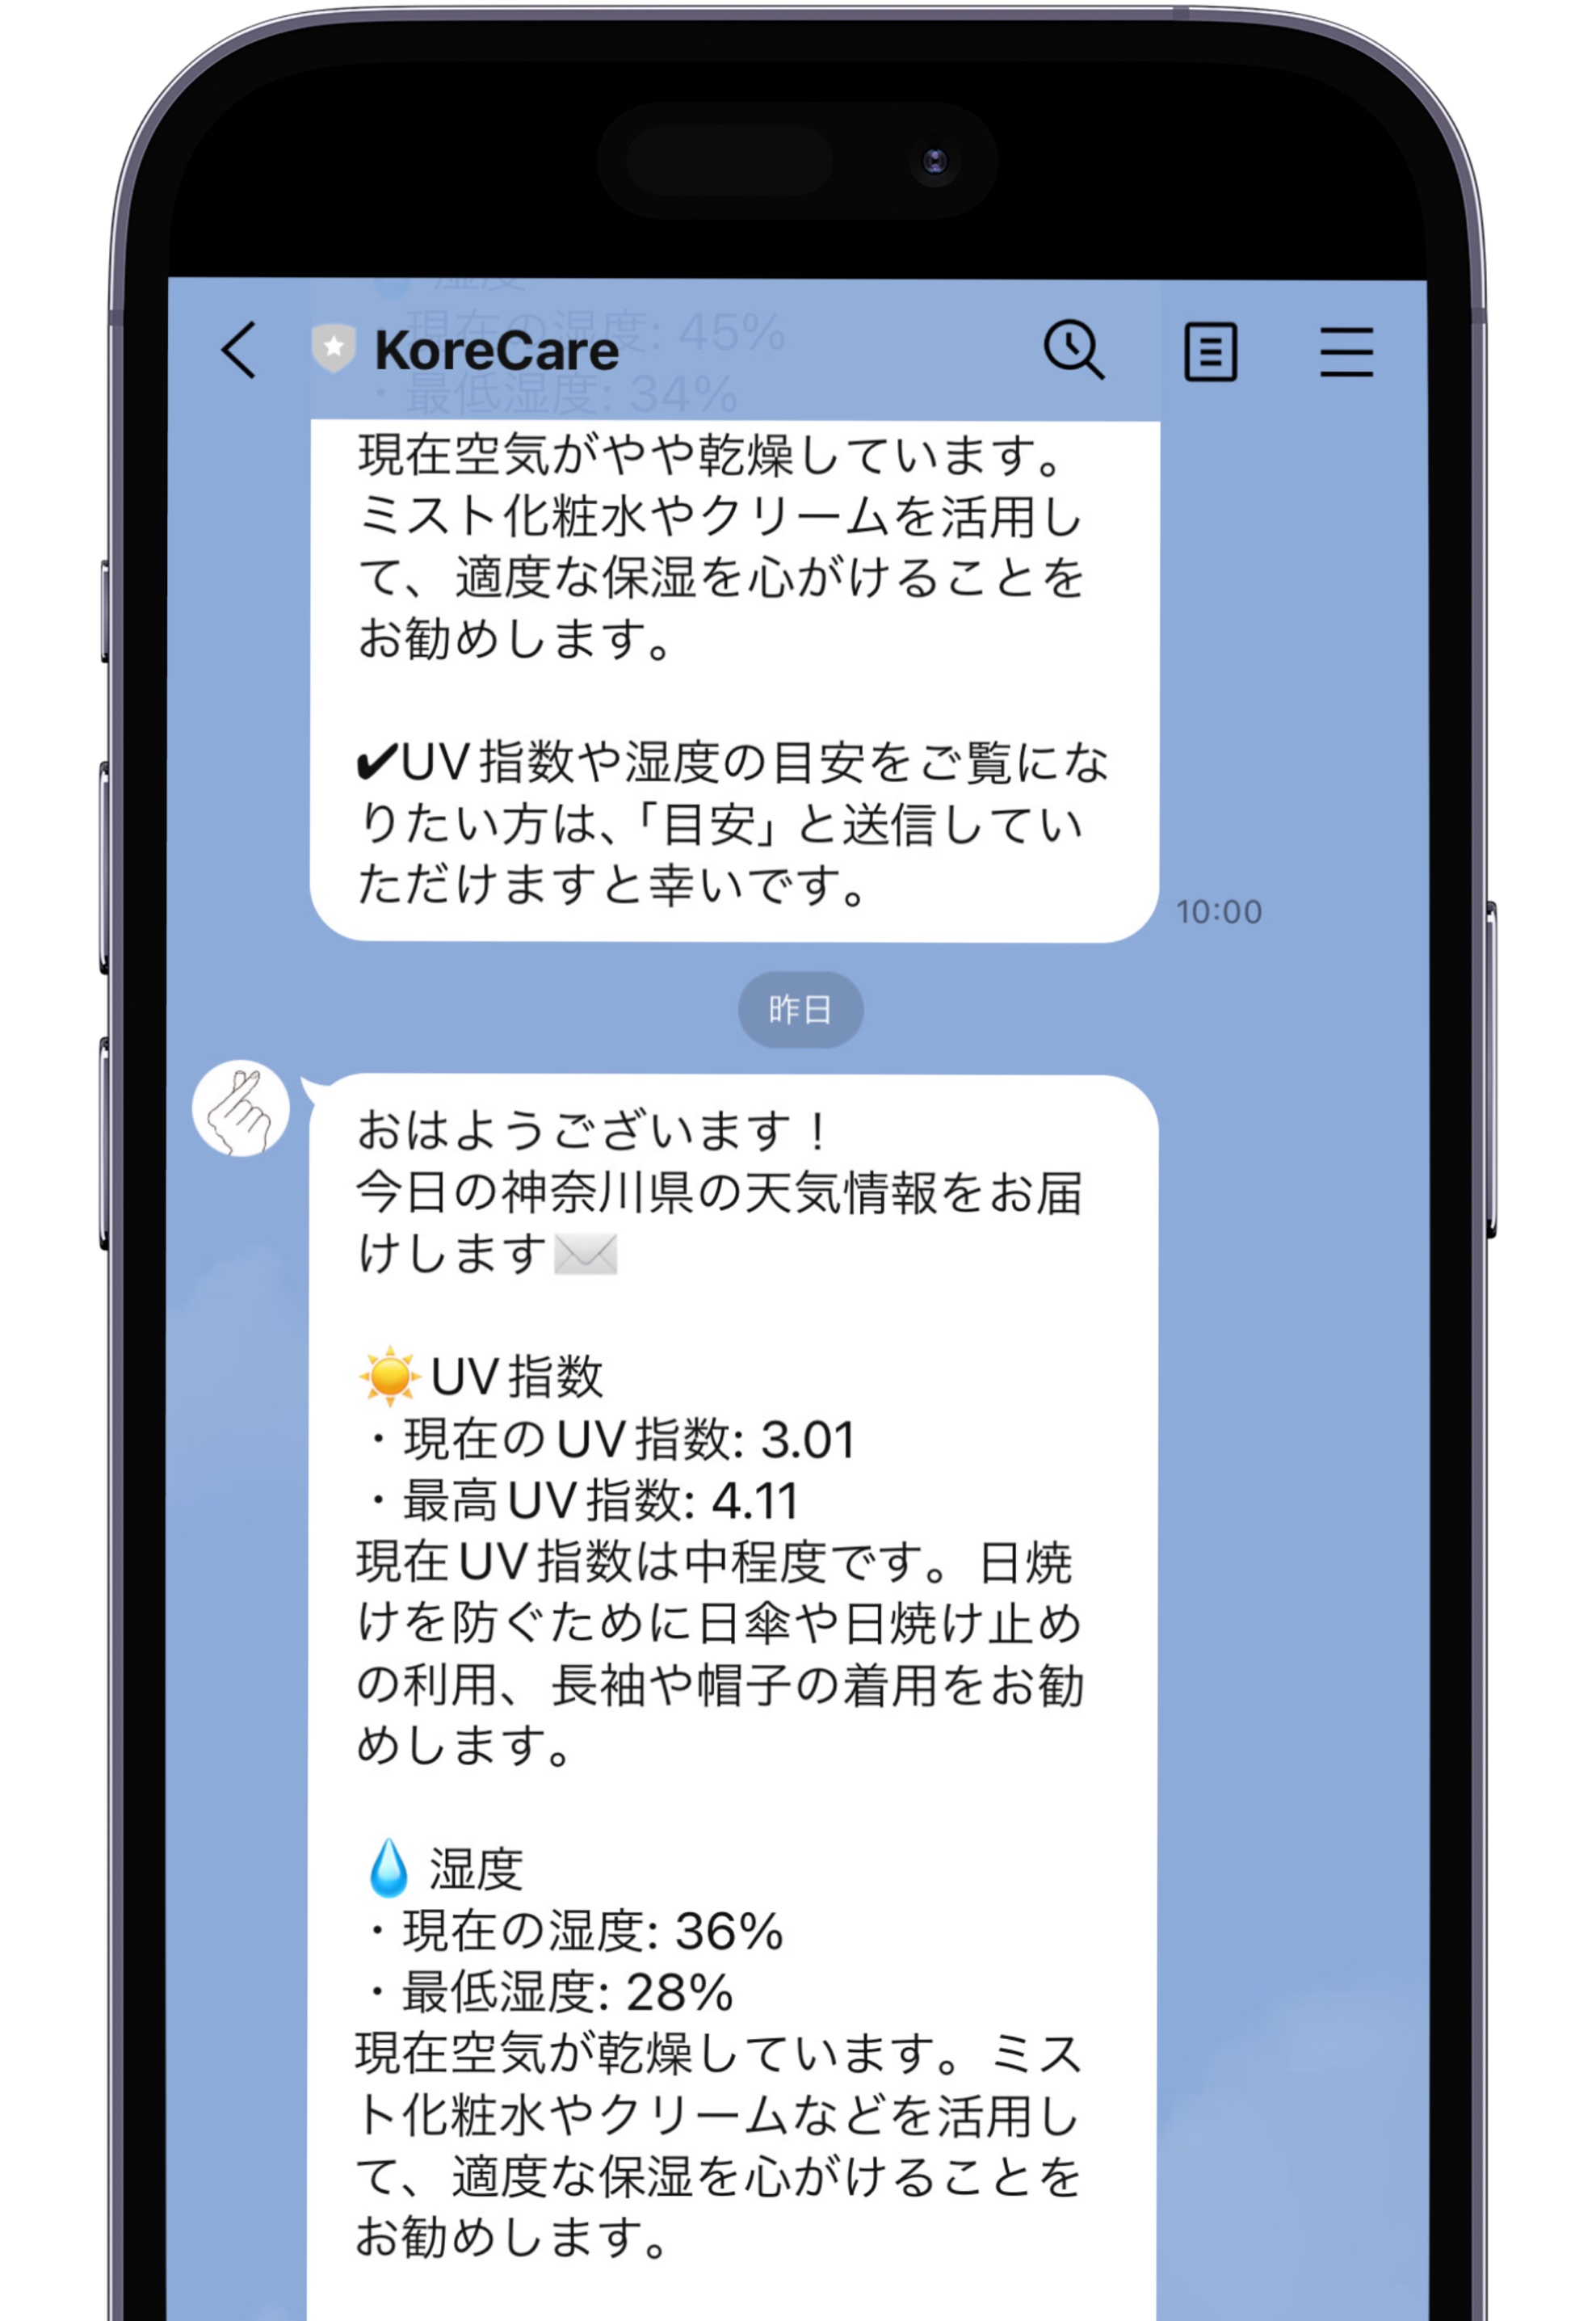 湿度
現在の湿度: 45%
KoreCare
・最低湿度: 34%
現在空気がやや乾燥しています。
ミスト化粧水やクリームを活用し
て、適度な保湿を心がけることを
お勧めします。
✔UV指数や湿度の目安をご覧にな
りたい方は、「目安」と送信してい
ただけますと幸いです。
10:00
昨日
おはようございます！
今日の神奈川県の天気情報をお届
けします✉️
☀️UV指数
・現在のUV指数: 3.01
・最高UV指数: 4.11
現在UV指数は中程度です。日焼
けを防ぐために日傘や日焼け止め
の利用、長袖や帽子の着用をお勧
めします。
💧湿度
・現在の湿度: 36%
・最低湿度: 28%
現在空気が乾燥しています。ミス
ト化粧水やクリームなどを活用し
て、適度な保湿を心がけることを
お勧めします。